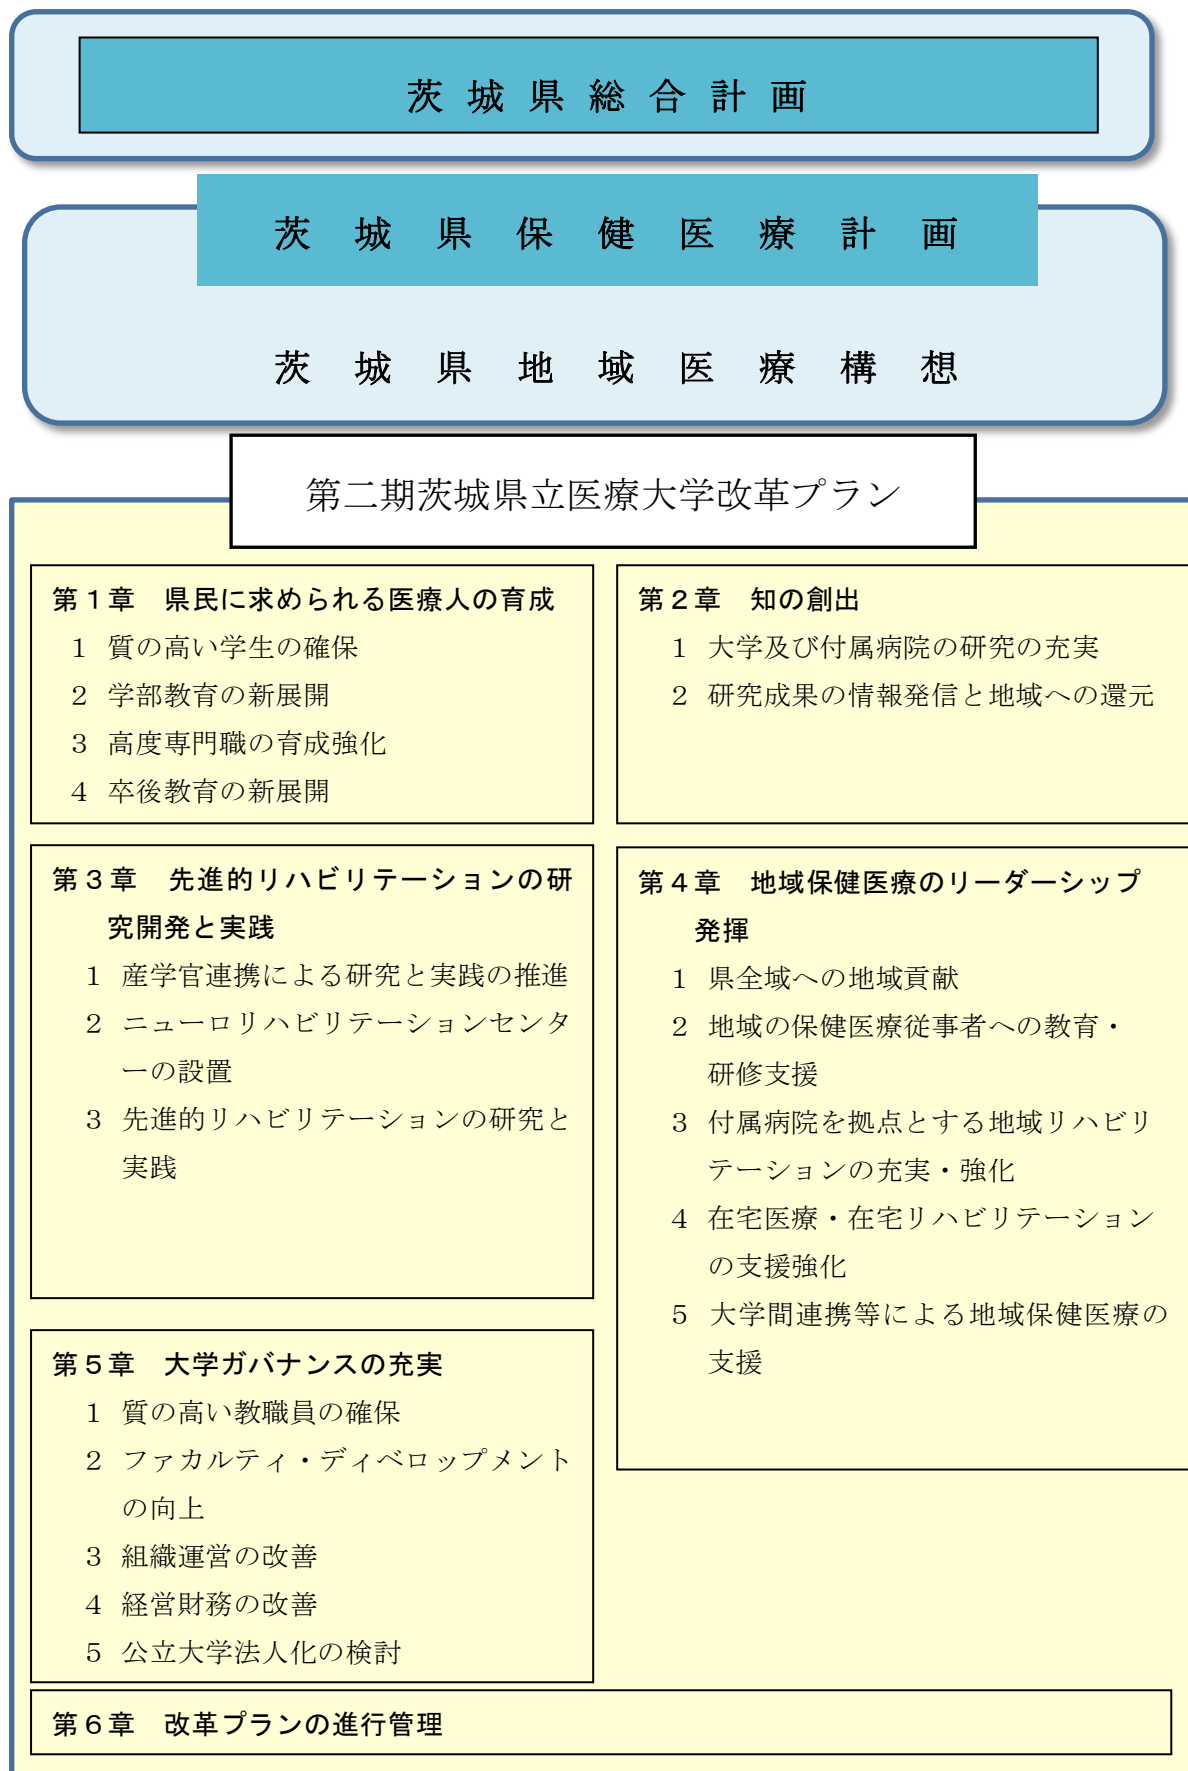 茨城県総合計画
茨城県保健医療計画
茨城県地域医療構想
第二期茨城県立医療大学改革プラン
第１章　県民に求められる医療人の育成
1 質の高い学生の確保
2 学部教育の新展開
3 高度専門職の育成強化
4 卒後教育の新展開
第２章　知の創出
1 大学及び付属病院の研究の充実
2 研究成果の情報発信と地域への還元
第３章　先進的リハビリテーションの研
究開発と実践
1 産学官連携による研究と実践の推進
2 ニューロリハビリテーションセンタ
ーの設置
3 先進的リハビリテーションの研究と
実践
第４章　地域保健医療のリーダーシップ
発揮
1 県全域への地域貢献
2 地域の保健医療従事者への教育・
研修支援
3 付属病院を拠点とする地域リハビリ
テーションの充実・強化
4 在宅医療・在宅リハビリテーション
の支援強化
5 大学間連携等による地域保健医療の
支援
第５章　大学ガバナンスの充実
1 質の高い教職員の確保
2 ファカルティ・ディベロップメント
の向上
3 組織運営の改善
4 経営財務の改善
5 公立大学法人化の検討
第６章　改革プランの進行管理